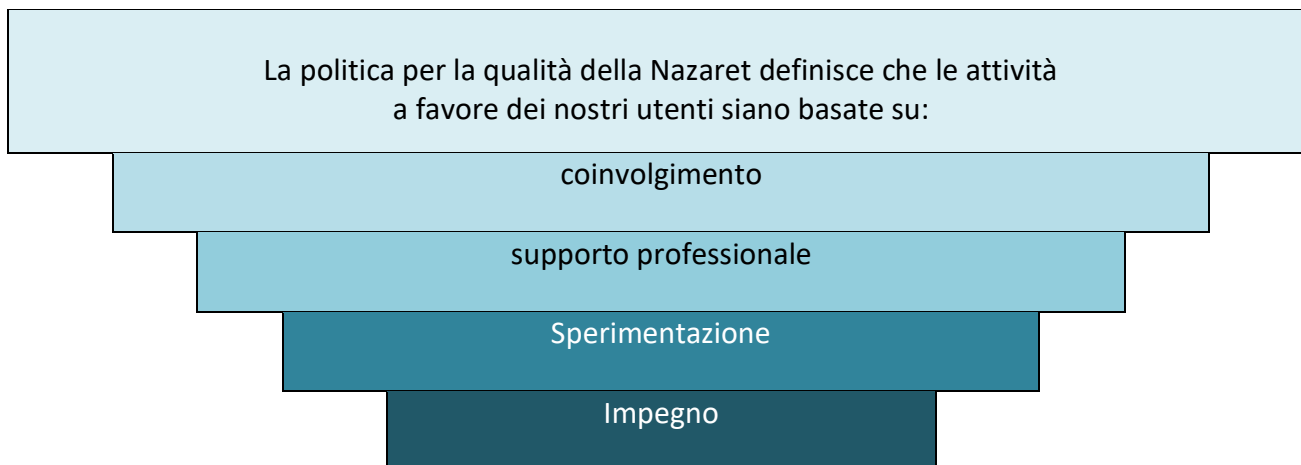 La politica per la qualità della Nazaret definisce che le attività
a favore dei nostri utenti siano basate su:
coinvolgimento
supporto professionale
Sperimentazione
Impegno